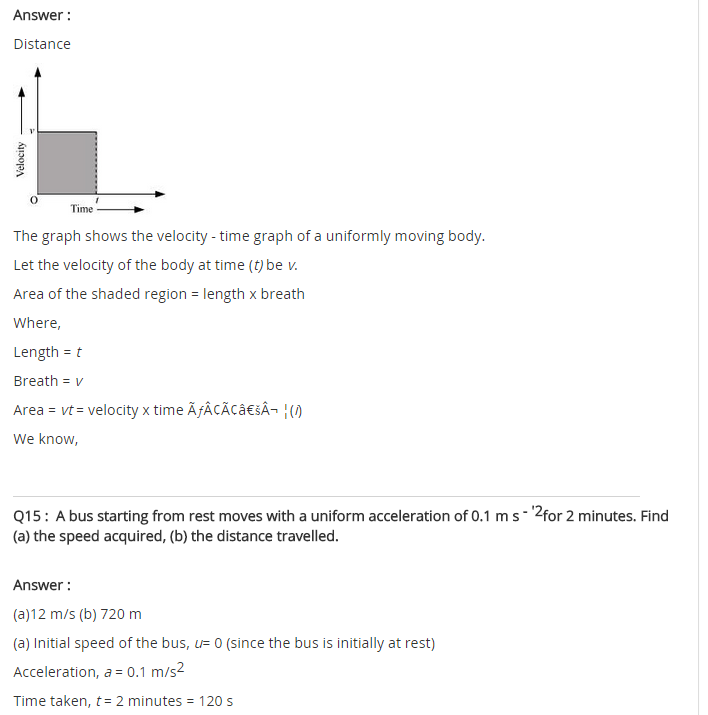 Answer :
Distance
Velocity
v
O
t
Time
The graph shows the velocity - time graph of a uniformly moving body.
Let the velocity of the body at time (t) be v.
Area of the shaded region = length x breath
Where,
Length = t
Breath = v
Area = vt = velocity x time ÃƒÂ¢Ã¢â€šÂ¬ ¦(i)
We know,
Q15 : A bus starting from rest moves with a uniform acceleration of 0.1 m s - '2for 2 minutes. Find
(a) the speed acquired, (b) the distance travelled.
Answer :
(a)12 m/s (b) 720 m
(a) Initial speed of the bus, u= 0 (since the bus is initially at rest)
Acceleration, a = 0.1 m/s2
Time taken, t = 2 minutes = 120 s